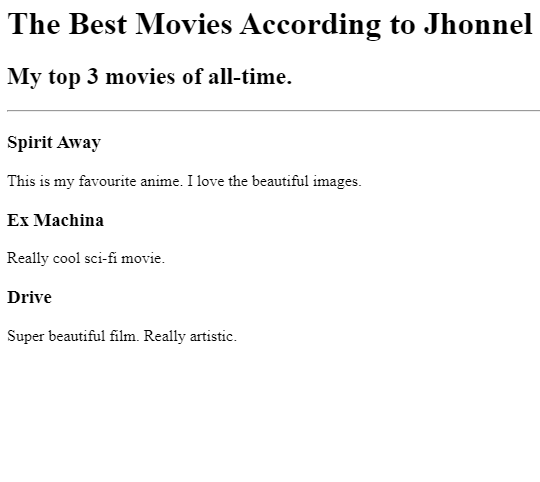 The Best Movies According to Jhonnel
My top 3 movies of all-time.
Spirit Away
This is my favourite anime. I love the beautiful images.
Ex Machina
Really cool sci-fi movie.
Drive
Super beautiful film. Really artistic.